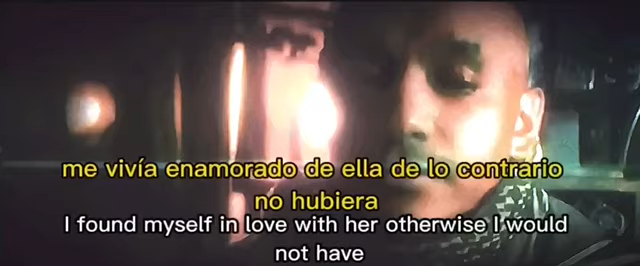 me vivía enamorado de ella de lo contrario
no hubiera
I found myself in love with her otherwise I would
not have